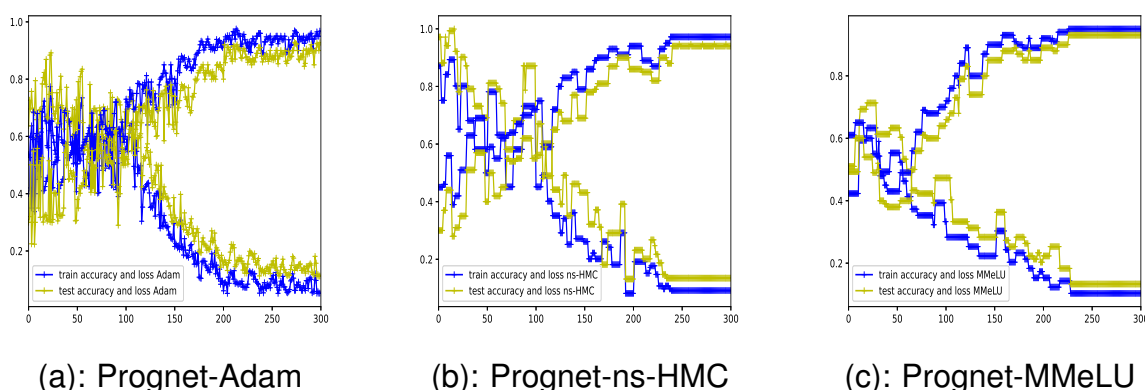 1.0
0.8
0.6
0.4
0.2
train accuracy and loss Adam
test accuracy and loss Adam
0 50 100 150 200 250 300
(a): Prognet-Adam
1.0
0.8
0.6
0.4
0.2
train accuracy and loss ns-HMC
test accuracy and loss ns-HMC
0 50 100 150 200 250 300
(b): Prognet-ns-HMC
0.8
0.6
0.4
0.2
train accuracy and loss MMeLU
test accuracy and loss MMeLU
0 50 100 150 200 250 300
(c): Prognet-MMeLU